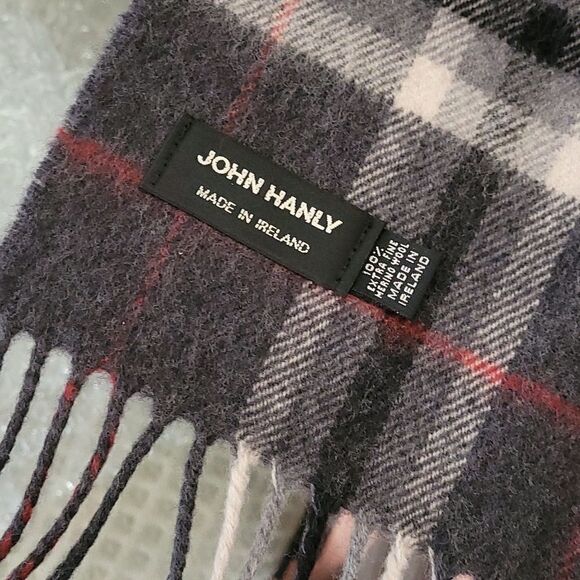 JOHN HANLY
MADE IN IRELAND
100%
EXTRA FINE
MERINO WOOL
MADE IN
IRELAND